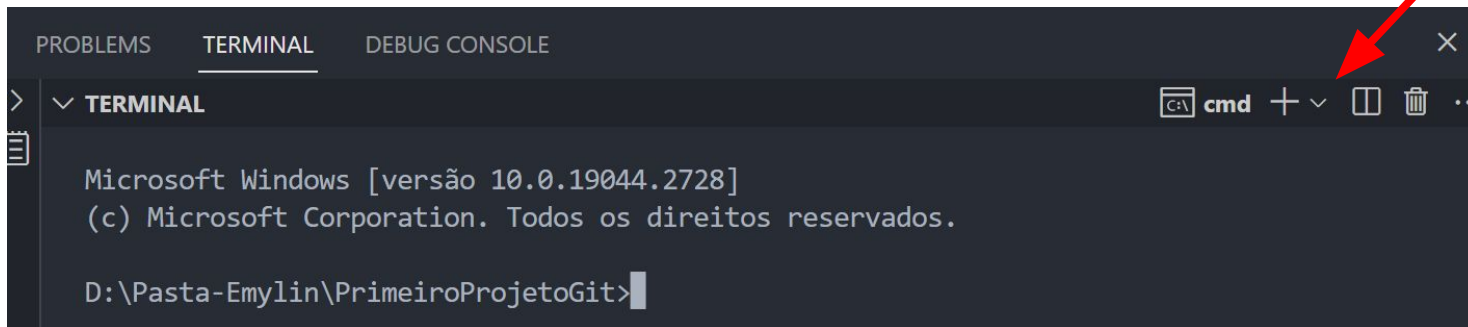 PROBLEMS TERMINAL DEBUG CONSOLE
TERMINAL C:\ cmd
Microsoft Windows [versão 10.0.19044.2728]
(c) Microsoft Corporation. Todos os direitos reservados.
D:\Pasta-Emylin\PrimeiroProjetoGit>